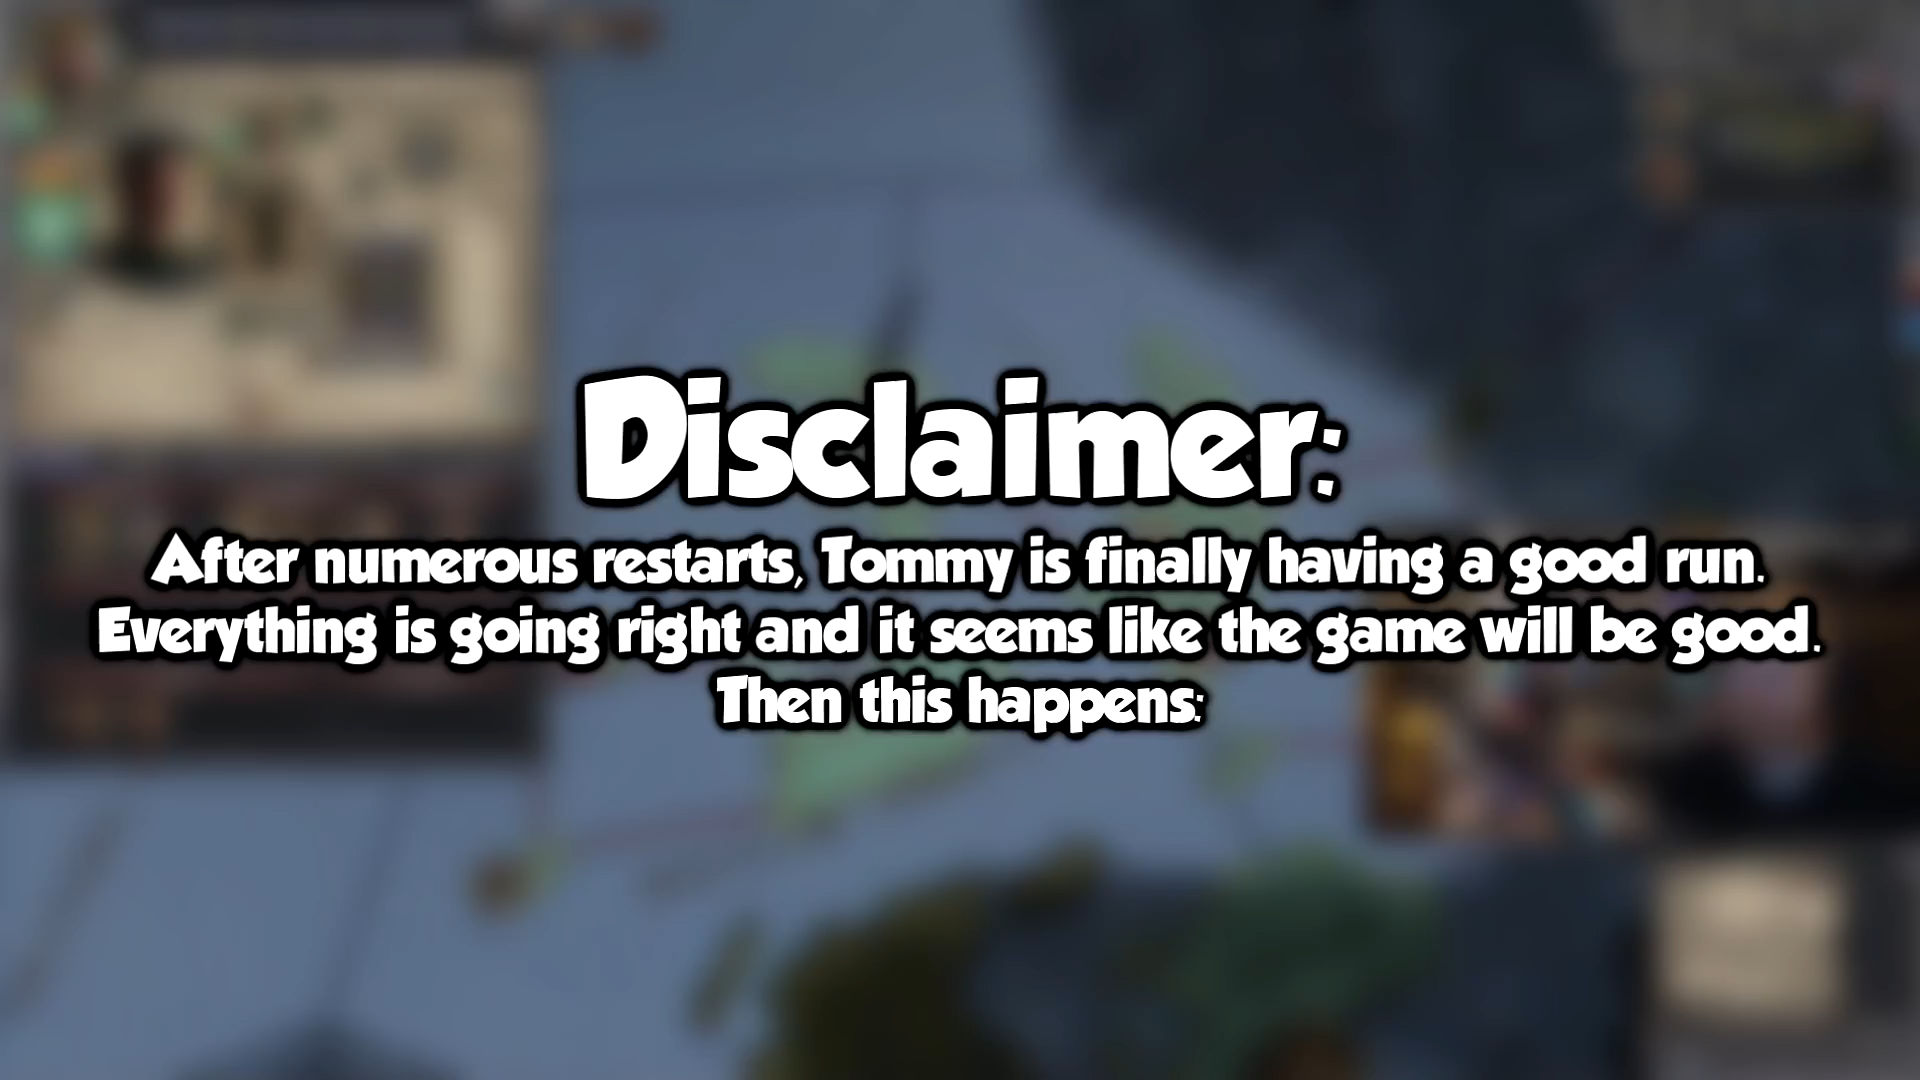 Disclaimer:
After numerous restarts, Tommy is finally having a good run.
Everything is going right and it seems like the game will be good.
Then this happens: